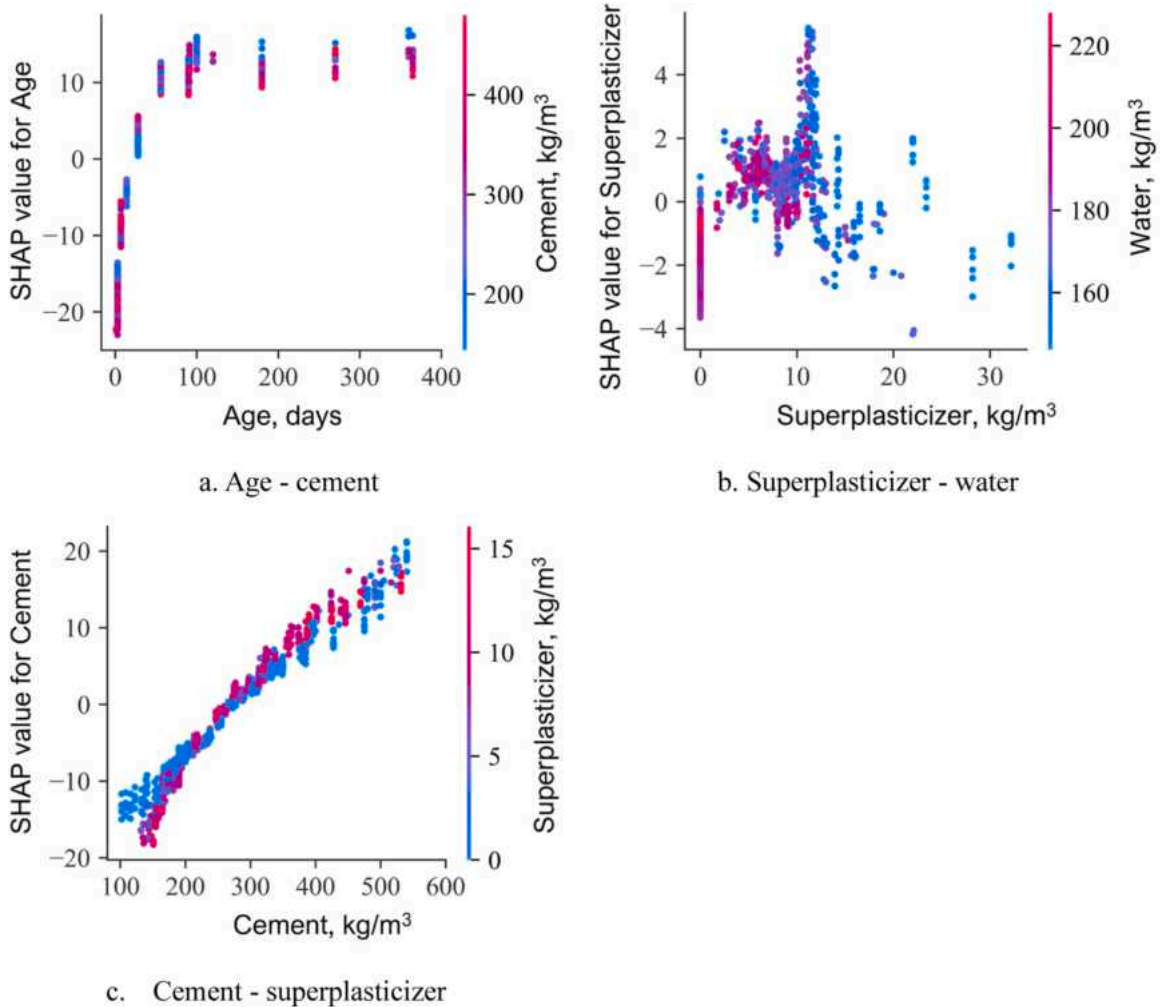 SHAP value for Age
10
0
−10
−20
0 100 200 300 400
Age, days
400
300
200
Cement, kg/m³
a. Age - cement
SHAP value for Superplasticizer
4
2
0
−2
−4
0 10 20 30
Superplasticizer, kg/m³
220
200
180
160
Water, kg/m³
b. Superplasticizer - water
SHAP value for Cement
20
10
0
−10
−20
100 200 300 400 500 600
Cement, kg/m³
15
10
5
0
Superplasticizer, kg/m³
c. Cement - superplasticizer